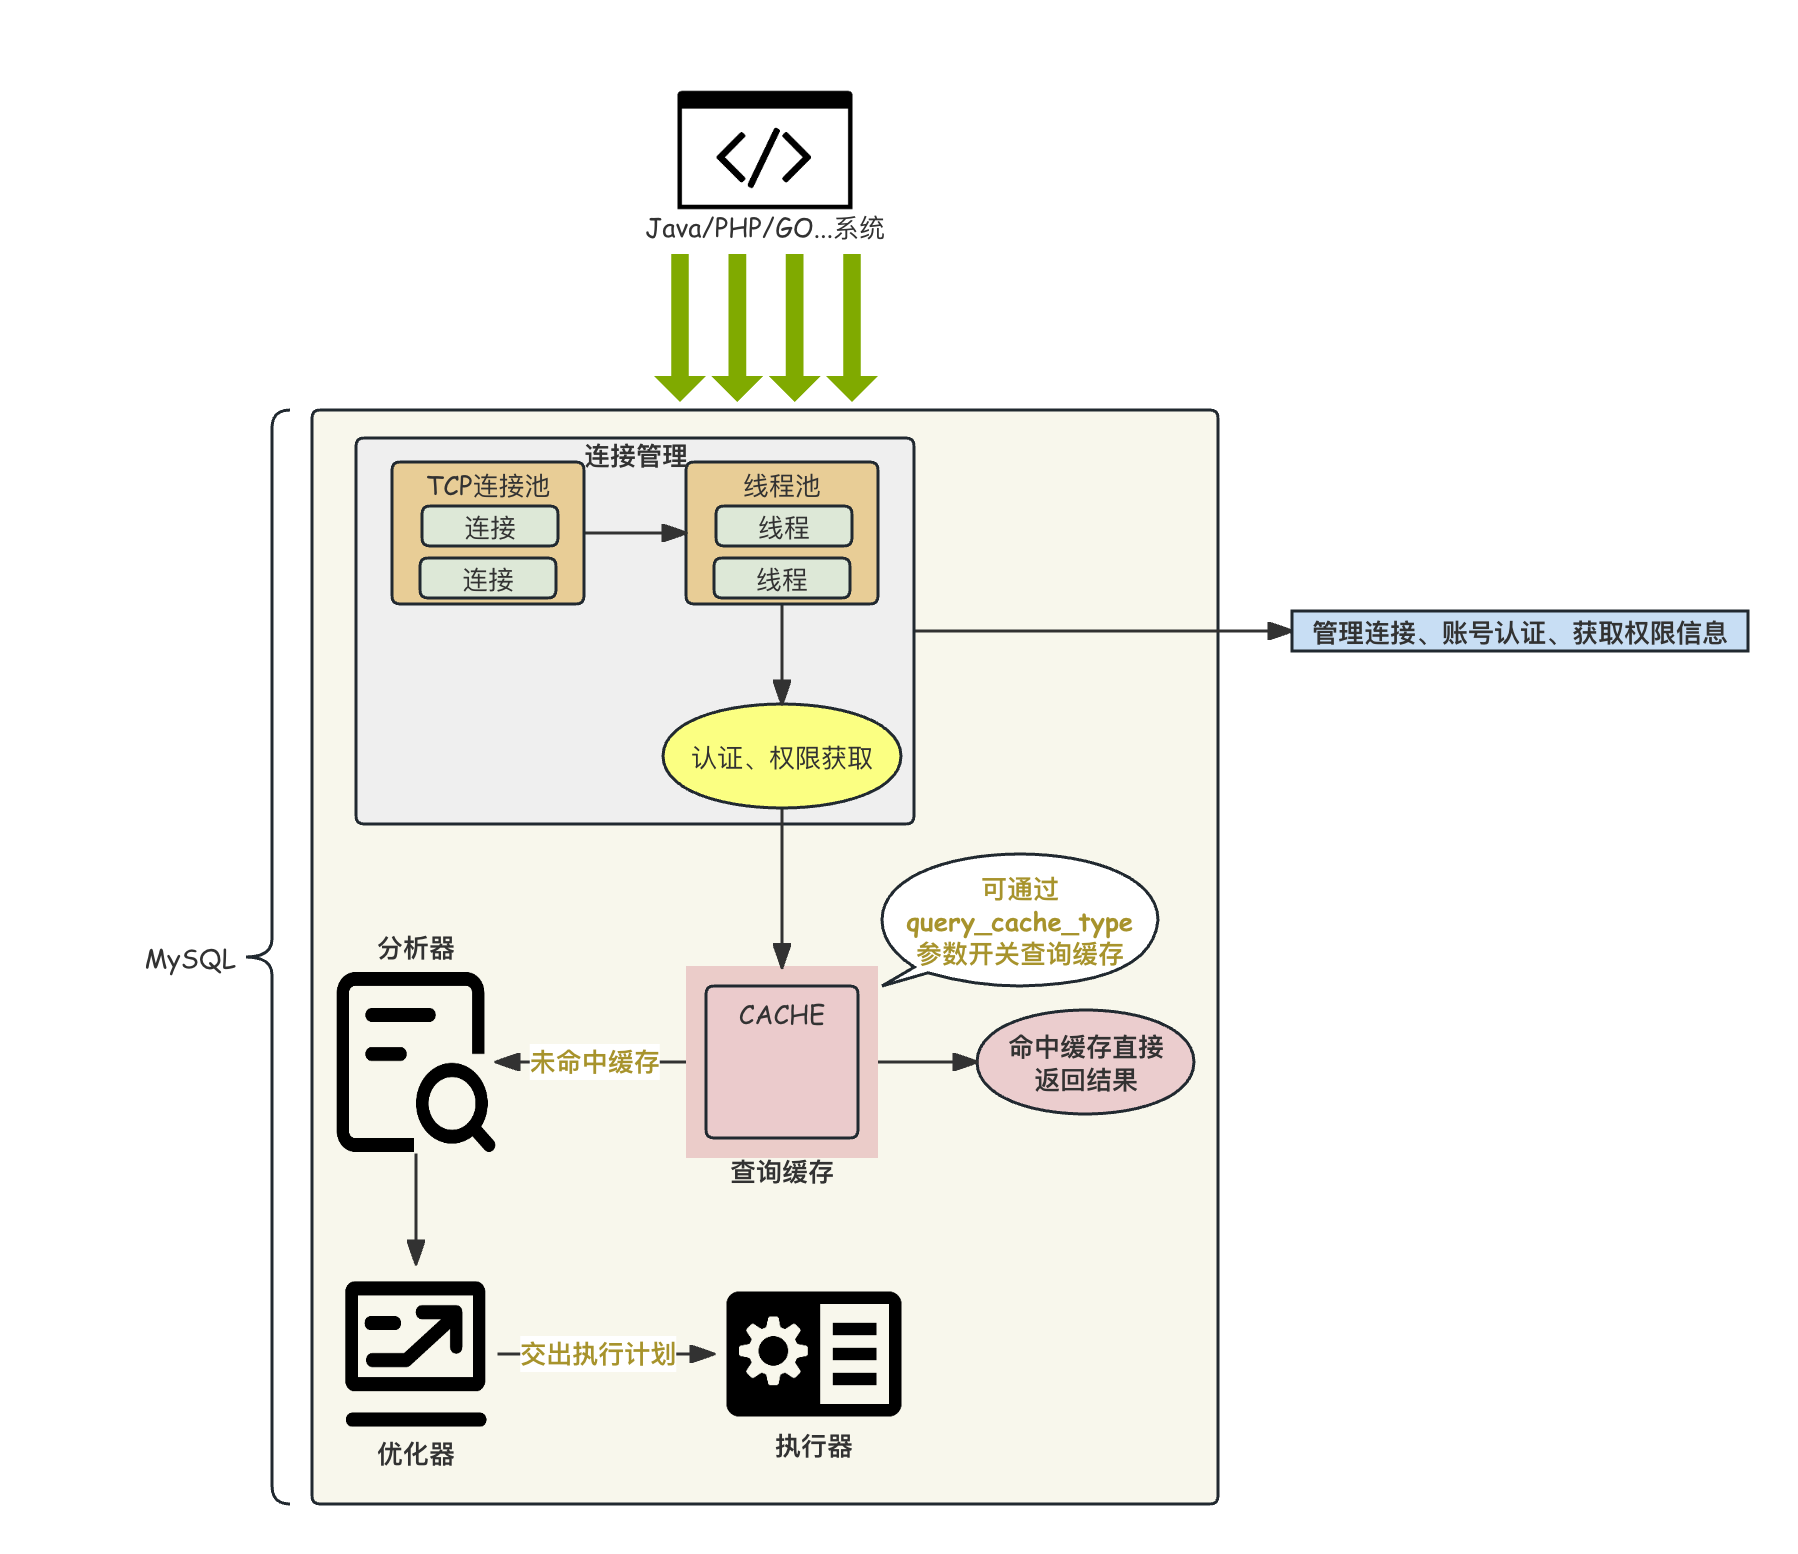 Java/PHP/GO...系统
连接管理
TCP连接池
连接
连接
线程池
线程
线程
管理连接、账号认证、获取权限信息
认证、权限获取
可通过
query_cache_type
参数开关查询缓存
MySQL
分析器
CACHE
未命中缓存
命中缓存直接
返回结果
查询缓存
交出执行计划
优化器
执行器